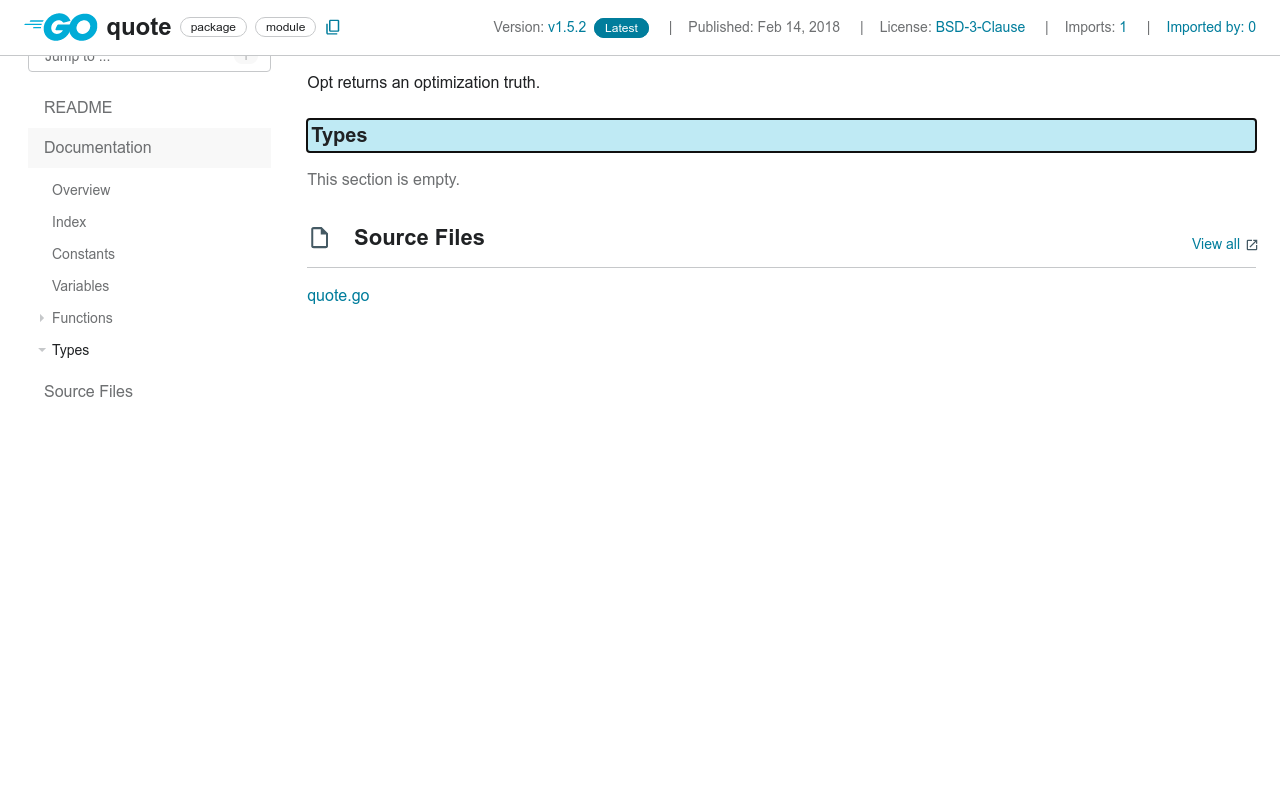 GO quote package module Version: v1.5.2 Latest | Published: Feb 14, 2018 | License: BSD-3-Clause | Imports: 1 | Imported by: 0
Jump to ...
Opt returns an optimization truth.
README
Types
Documentation
This section is empty.
Overview
Index
Source Files
View all
Constants
Variables
quote.go
Functions
Types
Source Files